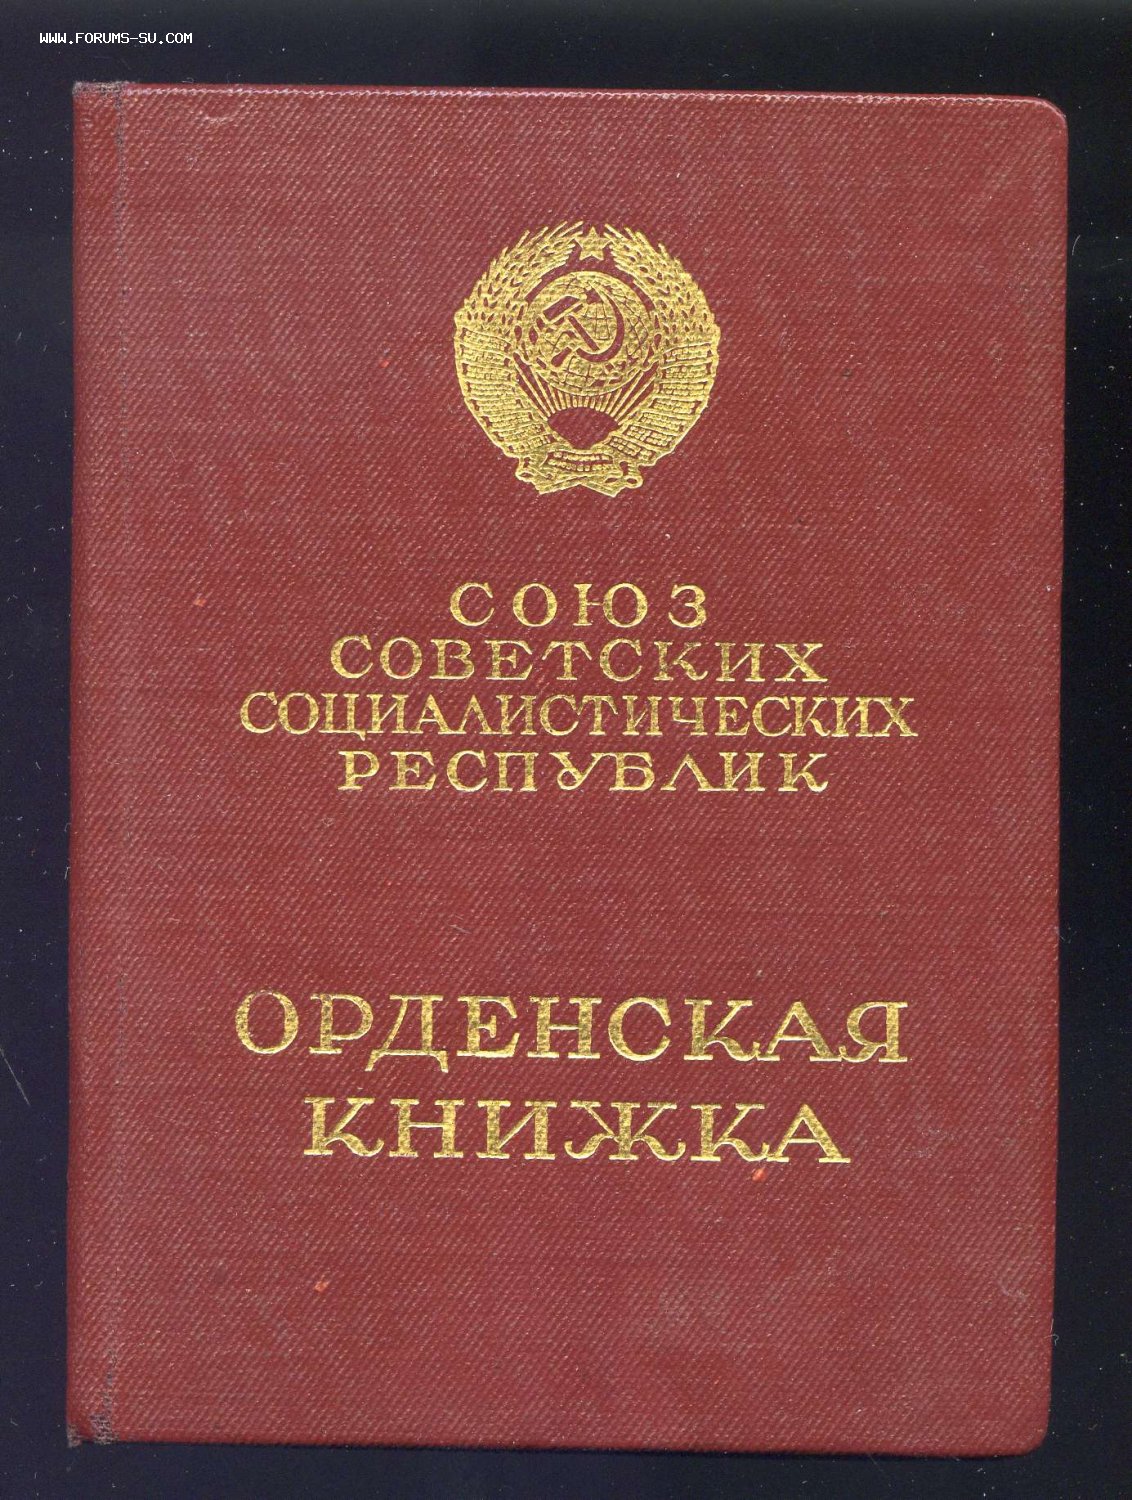 WWW.FORUMS-SU.COM
СОЮЗ
СОВЕТСКИХ
СОЦИАЛИСТИЧЕСКИХ
РЕСПУБЛИК
ОРДЕНСКАЯ
КНИЖКА